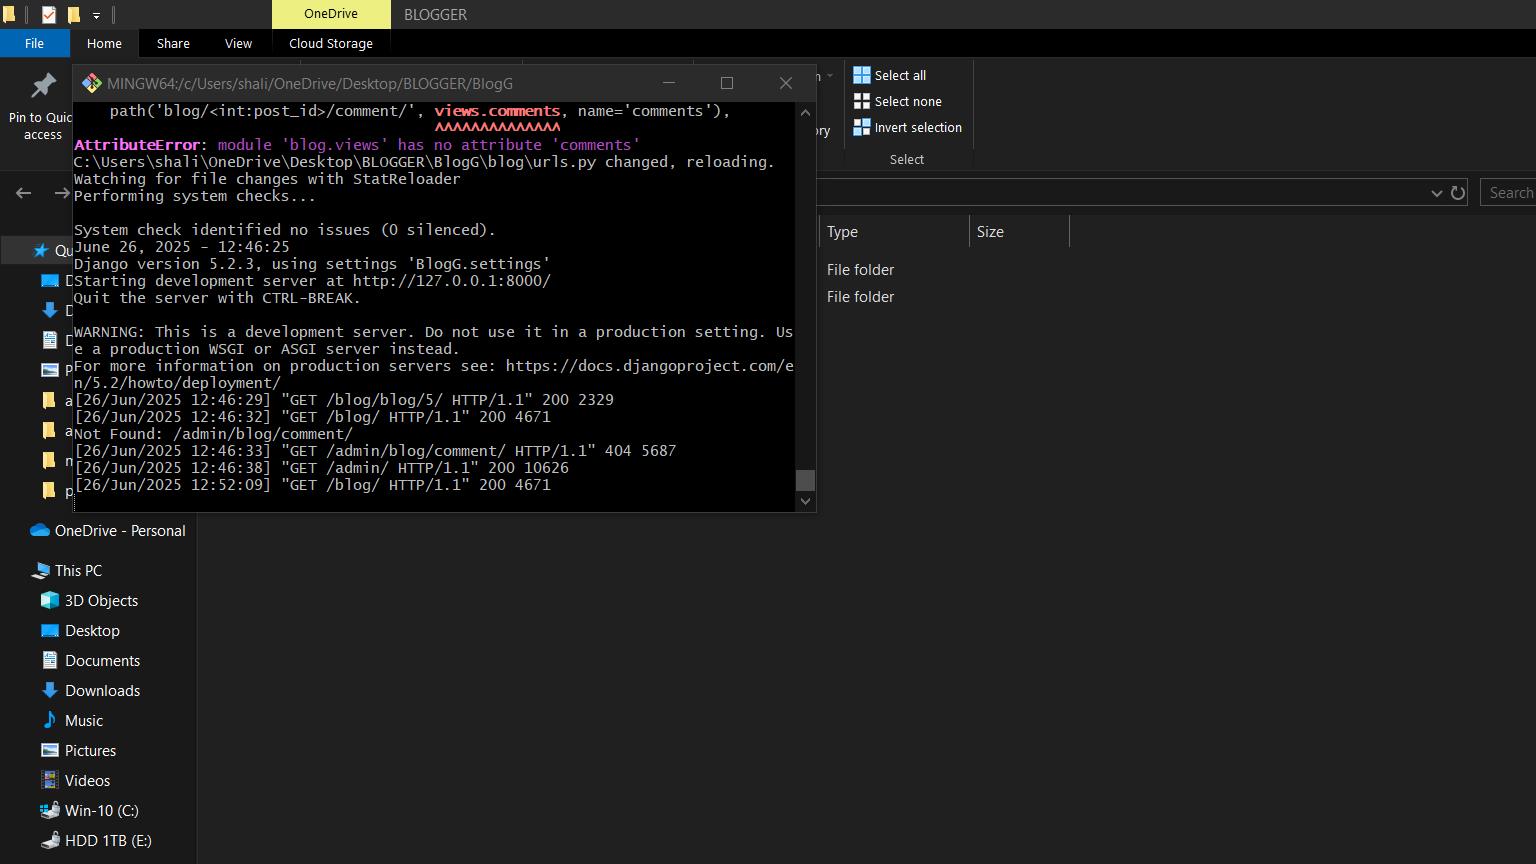 OneDrive
BLOGGER
File
Home
Share
View
Cloud Storage
Pin to Quic
access
Select all
Select none
Invert selection
Select
MINGW64:/c/Users/shali/OneDrive/Desktop/BLOGGER/BlogG
path('blog/<int:post_id>/comment/', views.comments, name='comments'),
^^^^^^^^^^^^^^
AttributeError: module 'blog.views' has no attribute 'comments'
C:\Users\shali\OneDrive\Desktop\BLOGGER\BlogG\blog\urls.py changed, reloading.
Watching for file changes with StatReloader
Performing system checks...
System check identified no issues (0 silenced).
June 26, 2025 - 12:46:25
Django version 5.2.3, using settings 'BlogG.settings'
Starting development server at http://127.0.0.1:8000/
Quit the server with CTRL-BREAK.
WARNING: This is a development server. Do not use it in a production setting. Us
e a production WSGI or ASGI server instead.
For more information on production servers see: https://docs.djangoproject.com/e
n/5.2/howto/deployment/
[26/Jun/2025 12:46:29] "GET /blog/blog/5/ HTTP/1.1" 200 2329
[26/Jun/2025 12:46:32] "GET /blog/ HTTP/1.1" 200 4671
Not Found: /admin/blog/comment/
[26/Jun/2025 12:46:33] "GET /admin/blog/comment/ HTTP/1.1" 404 5687
[26/Jun/2025 12:46:38] "GET /admin/ HTTP/1.1" 200 10626
[26/Jun/2025 12:52:09] "GET /blog/ HTTP/1.1" 200 4671
Search
Type
Size
File folder
File folder
OneDrive - Personal
This PC
3D Objects
Desktop
Documents
Downloads
Music
Pictures
Videos
Win-10 (C:)
HDD 1TB (E:)